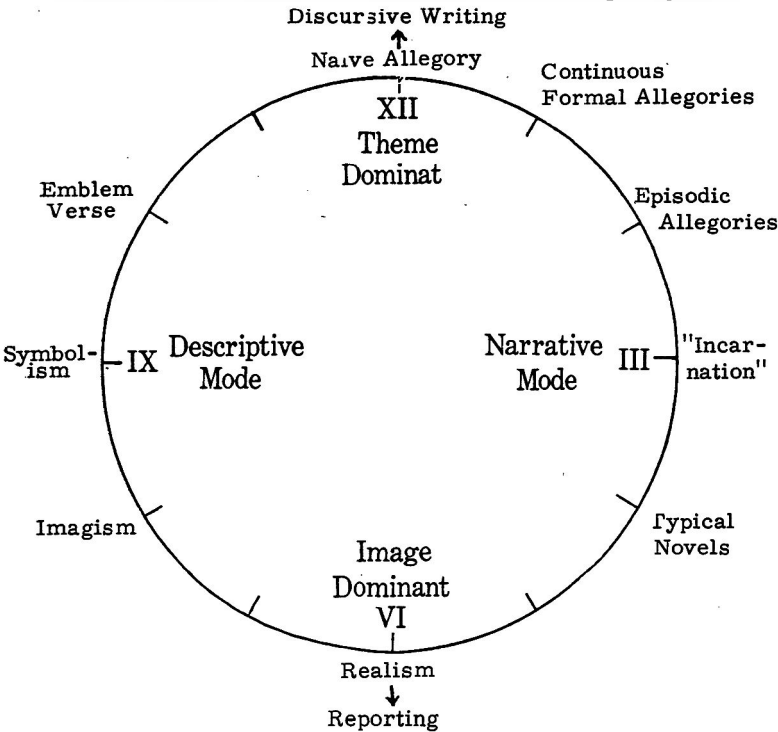 Discursive Writing
Naive Allegory
Continuous
Formal Allegories
XII
Theme
Dominat
Emblem
Verse
Episodic
Allegories
Symbol-
ism
IX
Descriptive
Mode
Narrative
Mode
III
"Incar-
nation"
Imagism
Typical
Novels
Image
Dominant
VI
Realism
Reporting